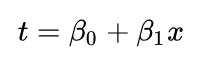 t = β₀ + β₁x